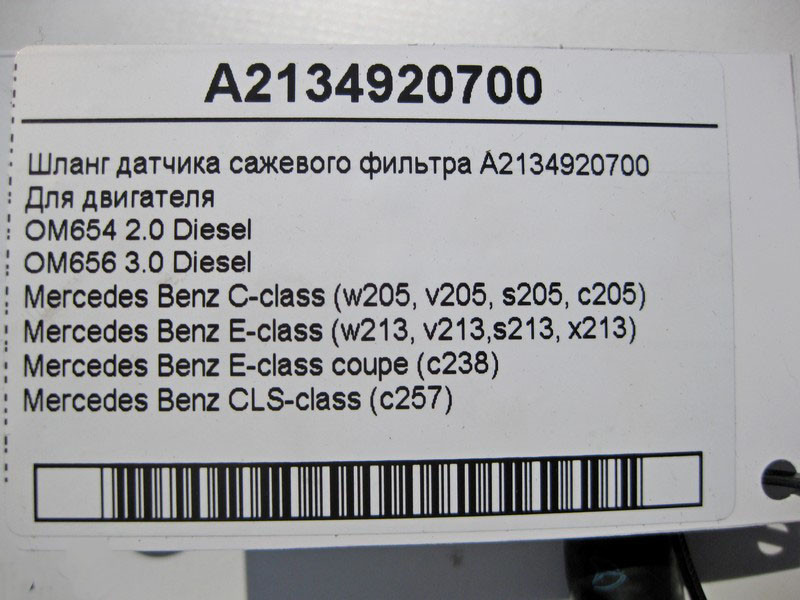 A2134920700
Шланг датчика сажевого фильтра A2134920700
Для двигателя
OM654 2.0 Diesel
OM656 3.0 Diesel
Mercedes Benz C-class (w205, v205, s205, c205)
Mercedes Benz E-class (w213, v213,s213, x213)
Mercedes Benz E-class coupe (c238)
Mercedes Benz CLS-class (c257)